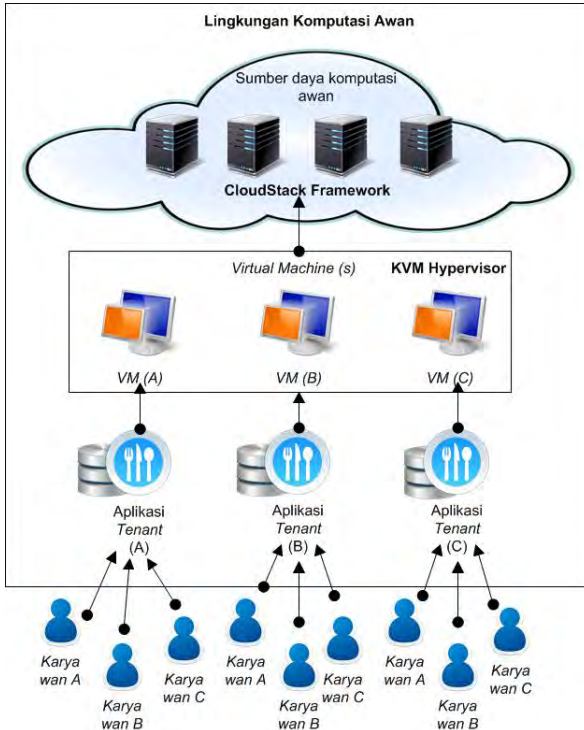 Lingkungan Komputasi Awan
Sumber daya komputasi
awan
CloudStack Framework
Virtual Machine (s)
KVM Hypervisor
VM (A)
VM (B)
VM (C)
Aplikasi
Tenant
(A)
Aplikasi
Tenant
(B)
Aplikasi
Tenant
(C)
Karya
wan A
Karya
wan B
Karya
wan C
Karya
wan A
Karya
wan B
Karya
wan C
Karya
wan A
Karya
wan B
Karya
wan C